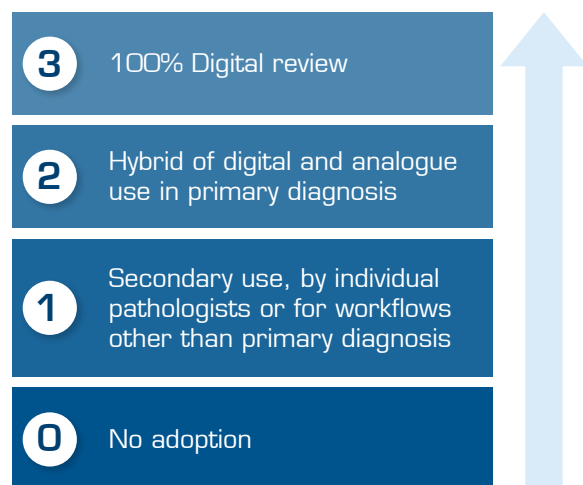 3
100% Digital review
2
Hybrid of digital and analogue
use in primary diagnosis
1
Secondary use, by individual
pathologists or for workflows
other than primary diagnosis
0
No adoption